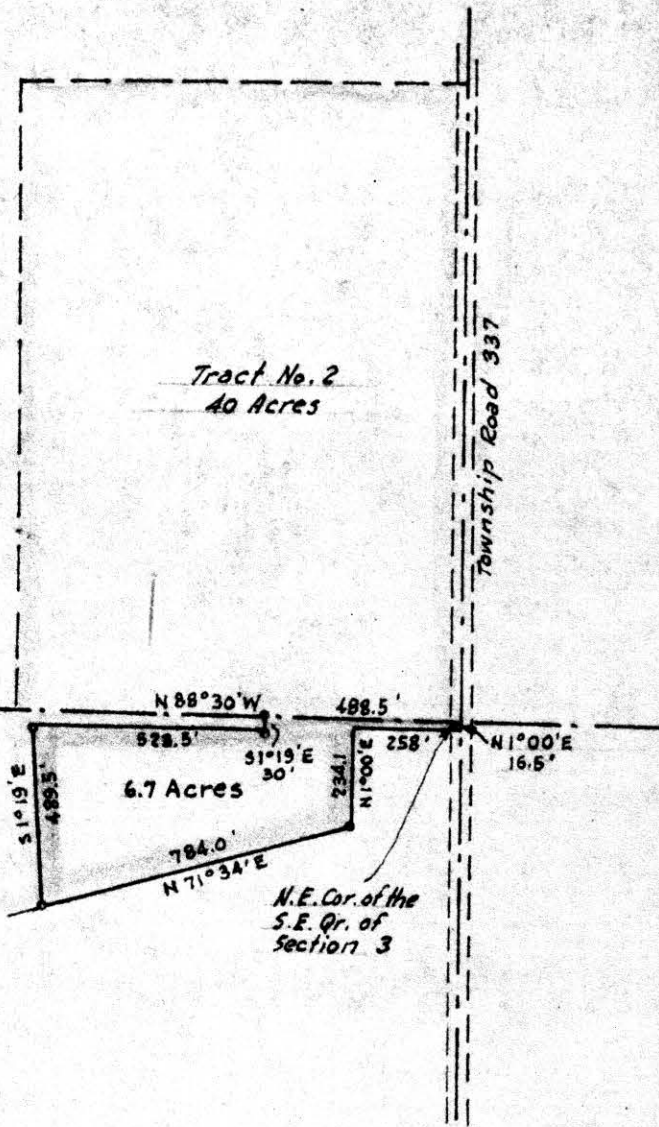 Tract No. 2
40 Acres
Township Road 337
N 88°30'W
488.5'
528.5'
S1°19'E
30'
258'
N1°00'E
16.5'
S1°19'E
489.5'
6.7 Acres
234.1
N1°00'E
784.0'
N 71°34'E
N.E. Cor. of the
S.E. Qr. of
Section 3